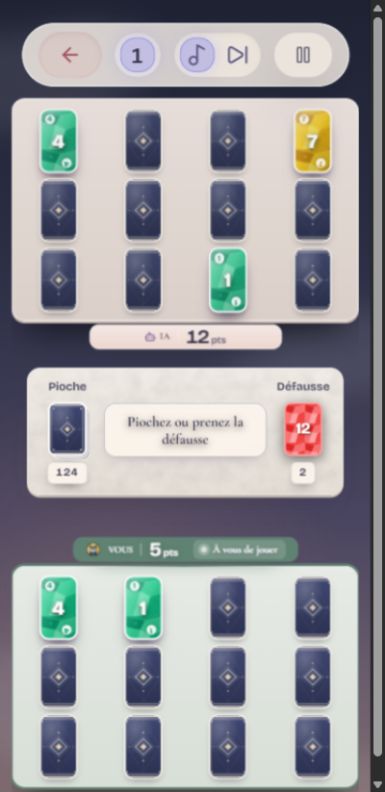 1
4
7
1
IA 12 pts
Pioche
Défausse
Piochez ou prenez la
défausse
12
124
2
VOUS 5 pts À vous de jouer
4
1